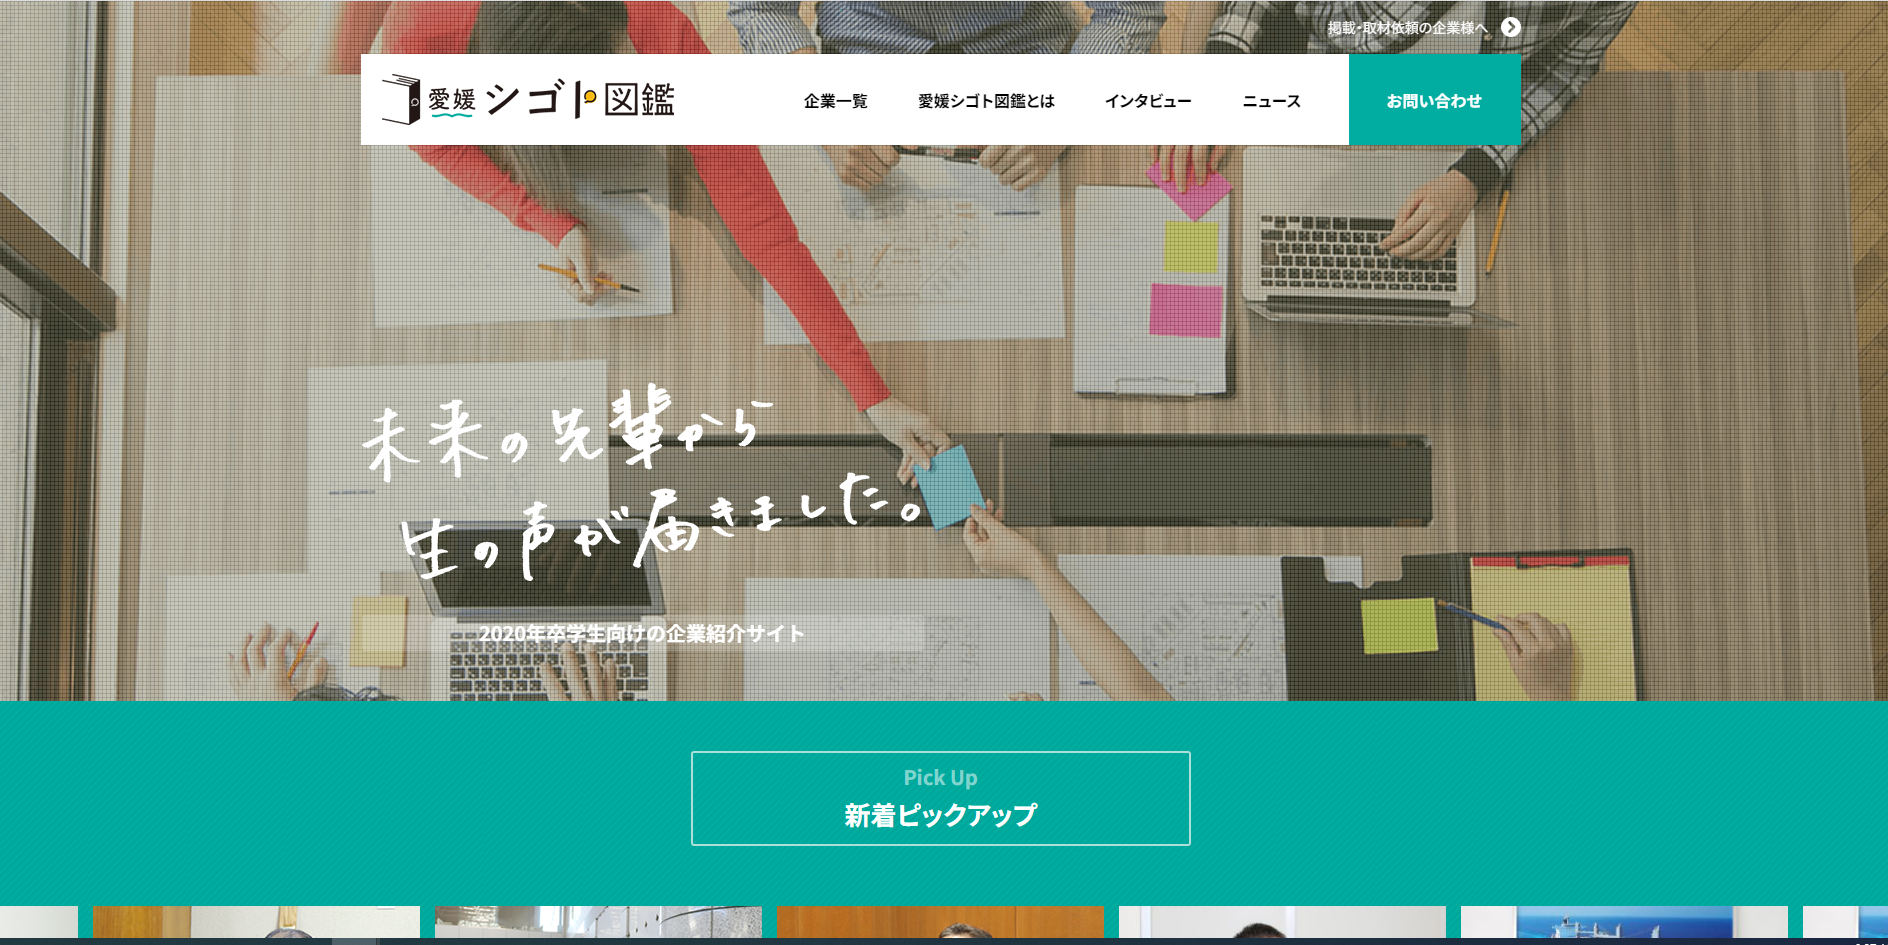 掲載・取材依頼の企業様へ
愛媛シゴト図鑑
企業一覧
愛媛シゴト図鑑とは
インタビュー
ニュース
お問い合わせ
未来の先輩から
生の声が届きました。
2020年卒学生向けの企業紹介サイト
Pick Up
新着ピックアップ